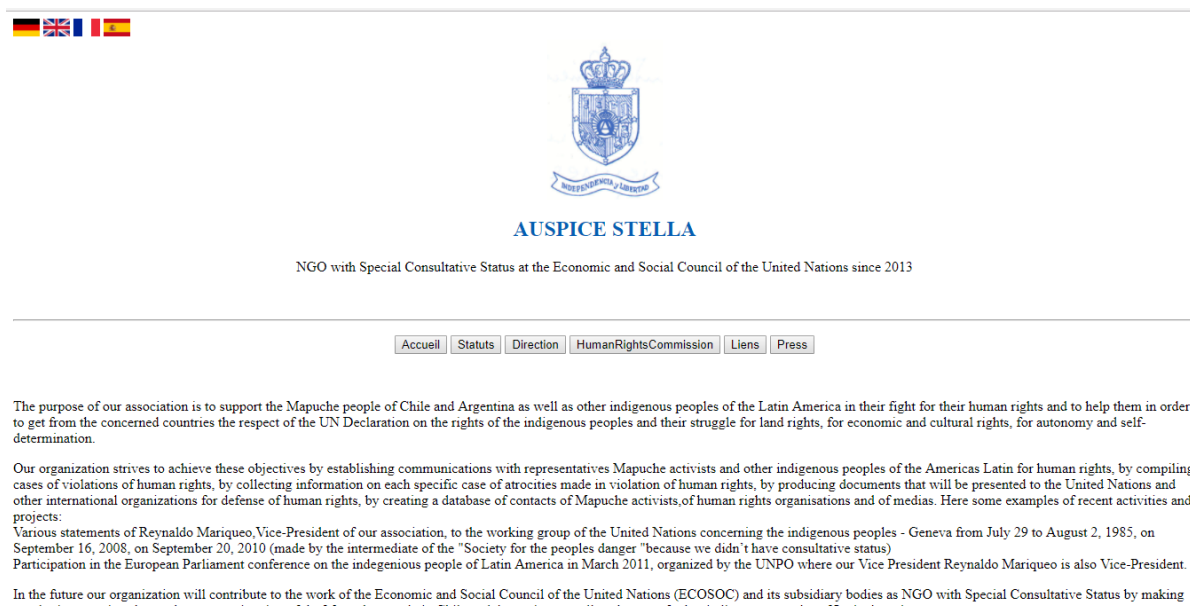 INDEPENDENCIA y LIBERTAD
AUSPICE STELLA
NGO with Special Consultative Status at the Economic and Social Council of the United Nations since 2013
Accueil Statuts Direction HumanRightsCommission Liens Press
The purpose of our association is to support the Mapuche people of Chile and Argentina as well as other indigenous peoples of the Latin America in their fight for their human rights and to help them in order
to get from the concerned countries the respect of the UN Declaration on the rights of the indigenous peoples and their struggle for land rights, for economic and cultural rights, for autonomy and self-
determination.
Our organization strives to achieve these objectives by establishing communications with representatives Mapuche activists and other indigenous peoples of the Americas Latin for human rights, by compiling
cases of violations of human rights, by collecting information on each specific case of atrocities made in violation of human rights, by producing documents that will be presented to the United Nations and
other international organizations for defense of human rights, by creating a database of contacts of Mapuche activists,of human rights organisations and of medias. Here some examples of recent activities and
projects:
Various statements of Reynaldo Mariqueo,Vice-President of our association, to the working group of the United Nations concerning the indigenous peoples - Geneva from July 29 to August 2, 1985, on
September 16, 2008, on September 20, 2010 (made by the intermediate of the "Society for the peoples danger "because we didn`t have consultative status)
Participation in the European Parliament conference on the indegenious people of Latin America in March 2011, organized by the UNPO where our Vice President Reynaldo Mariqueo is also Vice-President.
In the future our organization will contribute to the work of the Economic and Social Council of the United Nations (ECOSOC) and its subsidiary bodies as NGO with Special Consultative Status by making